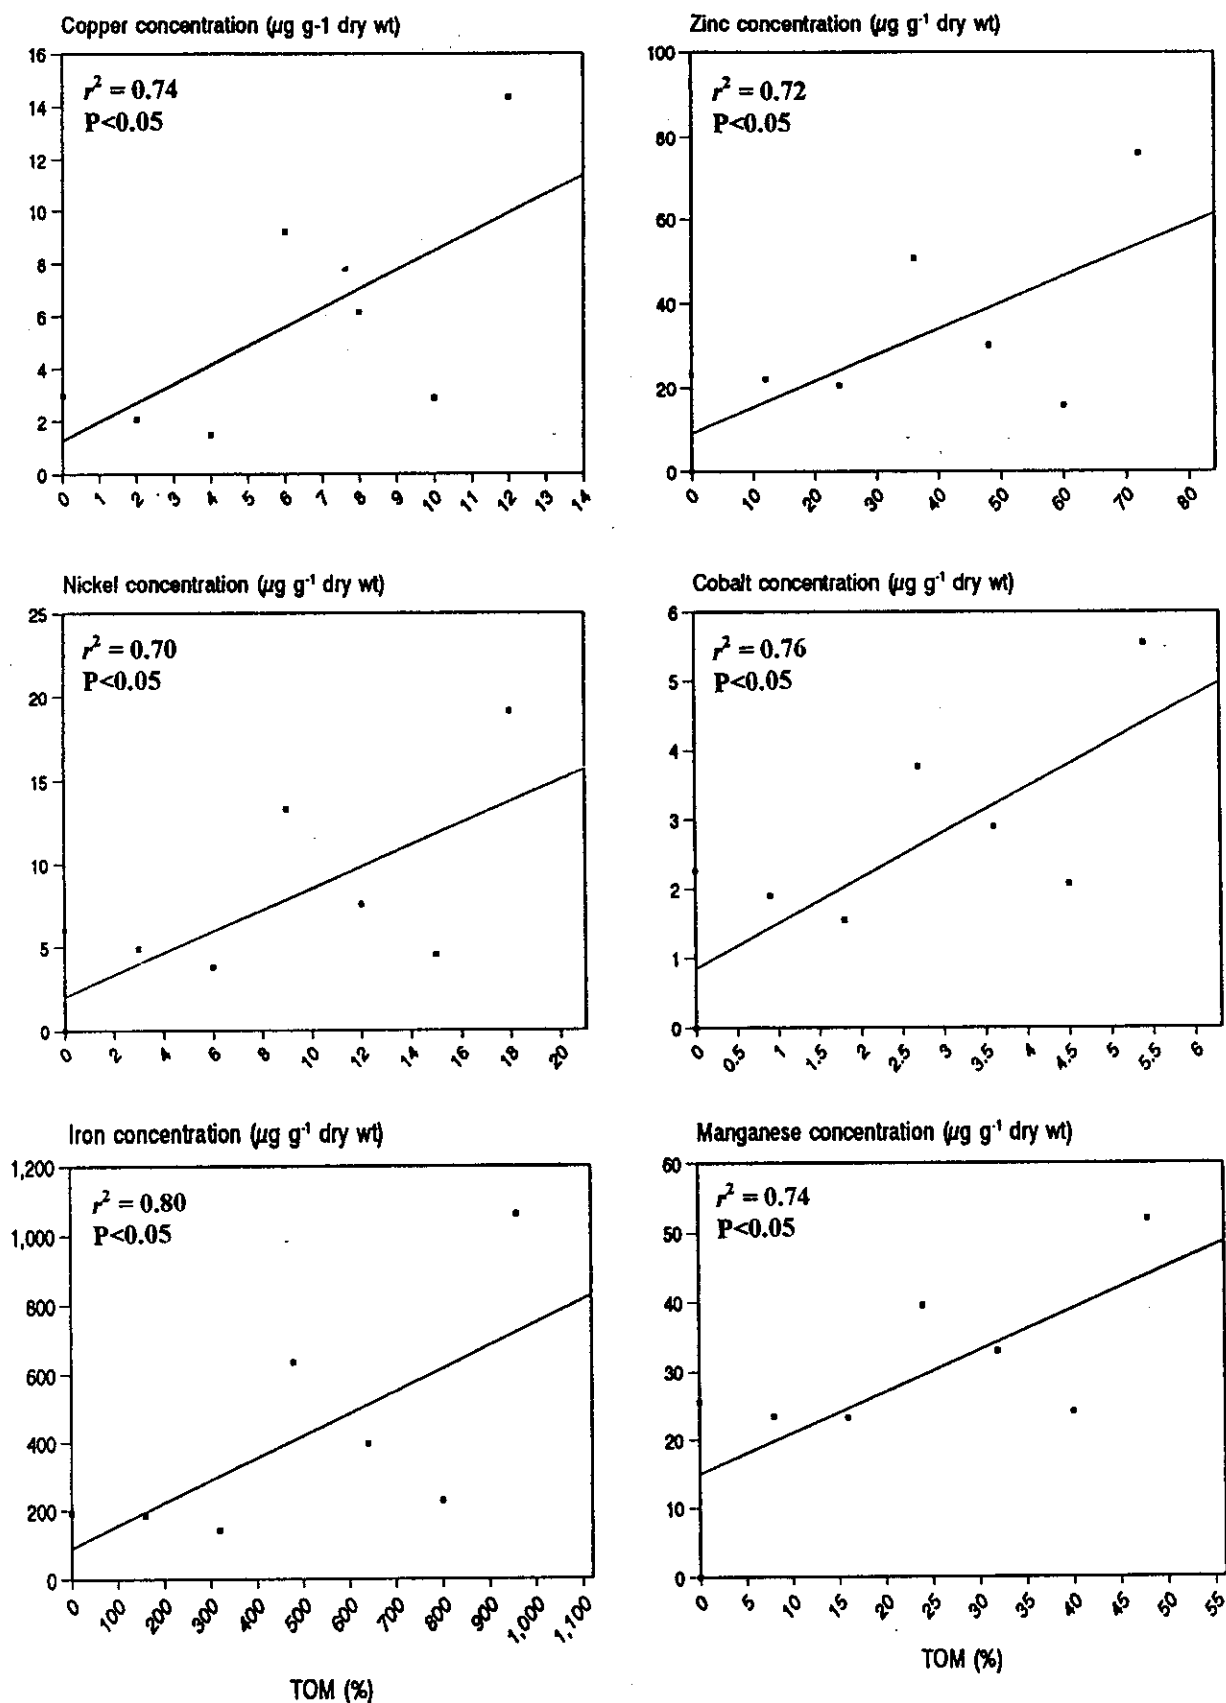 Copper concentration (µg g-1 dry wt)
16
14
12
10
8
6
4
2
0
r² = 0.74
P<0.05
0 1 2 3 4 5 6 7 8 9 10 11 12 13 14
Zinc concentration (µg g⁻¹ dry wt)
100
80
60
40
20
0
r² = 0.72
P<0.05
0 10 20 30 40 50 60 70 80
Nickel concentration (µg g⁻¹ dry wt)
25
20
15
10
5
0
r² = 0.70
P<0.05
0 2 4 6 8 10 12 14 16 18 20
Cobalt concentration (µg g⁻¹ dry wt)
6
5
4
3
2
1
0
r² = 0.76
P<0.05
0 0.5 1 1.5 2 2.5 3 3.5 4 4.5 5 5.5 6
Iron concentration (µg g⁻¹ dry wt)
1,200
1,000
800
600
400
200
0
r² = 0.80
P<0.05
0 100 200 300 400 500 600 700 800 900 1,000 1,100
TOM (%)
Manganese concentration (µg g⁻¹ dry wt)
60
50
40
30
20
10
0
r² = 0.74
P<0.05
0 5 10 15 20 25 30 35 40 45 50 55
TOM (%)